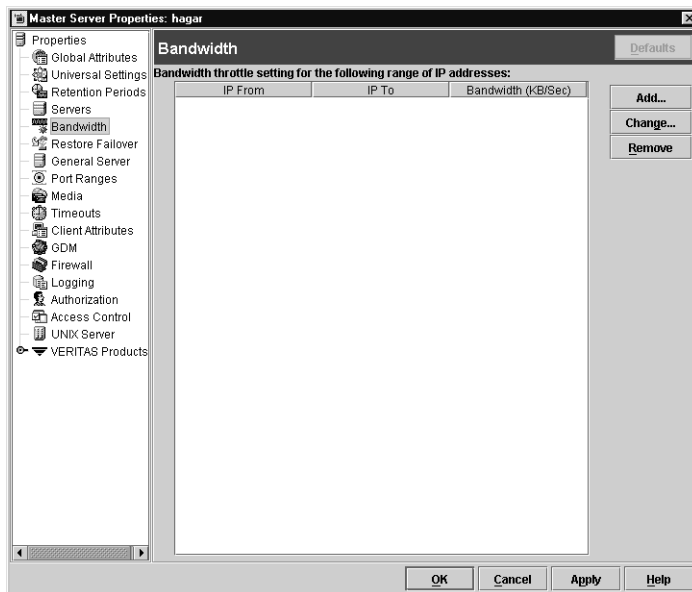 Master Server Properties: hagar
Properties
Global Attributes
Universal Settings
Retention Periods
Servers
Bandwidth
Restore Failover
General Server
Port Ranges
Media
Timeouts
Client Attributes
GDM
Firewall
Logging
Authorization
Access Control
UNIX Server
VERITAS Products
Bandwidth
Defaults
Bandwidth throttle setting for the following range of IP addresses:
IP From IP To Bandwidth (KB/Sec)
Add...
Change...
Remove
OK Cancel Apply Help